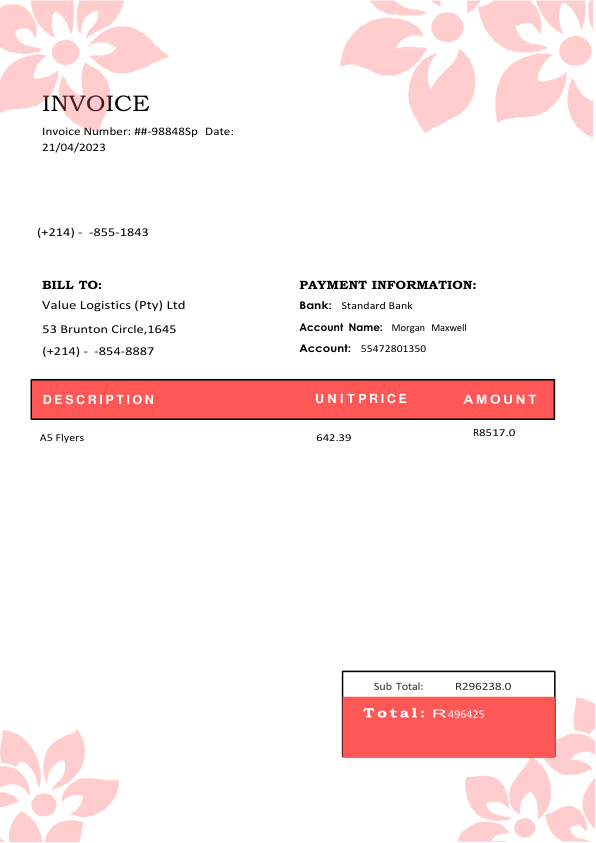 INVOICE
Invoice Number: ##-98848Sp Date:
21/04/2023
(+214) - -855-1843
BILL TO:
PAYMENT INFORMATION:
Value Logistics (Pty) Ltd
Bank: Standard Bank
53 Brunton Circle,1645
Account Name: Morgan Maxwell
(+214) - -854-8887
Account: 55472801350
DESCRIPTION UNITPRICE AMOUNT
A5 Flyers 642.39 R8517.0
Sub Total: R296238.0
Total: R496425